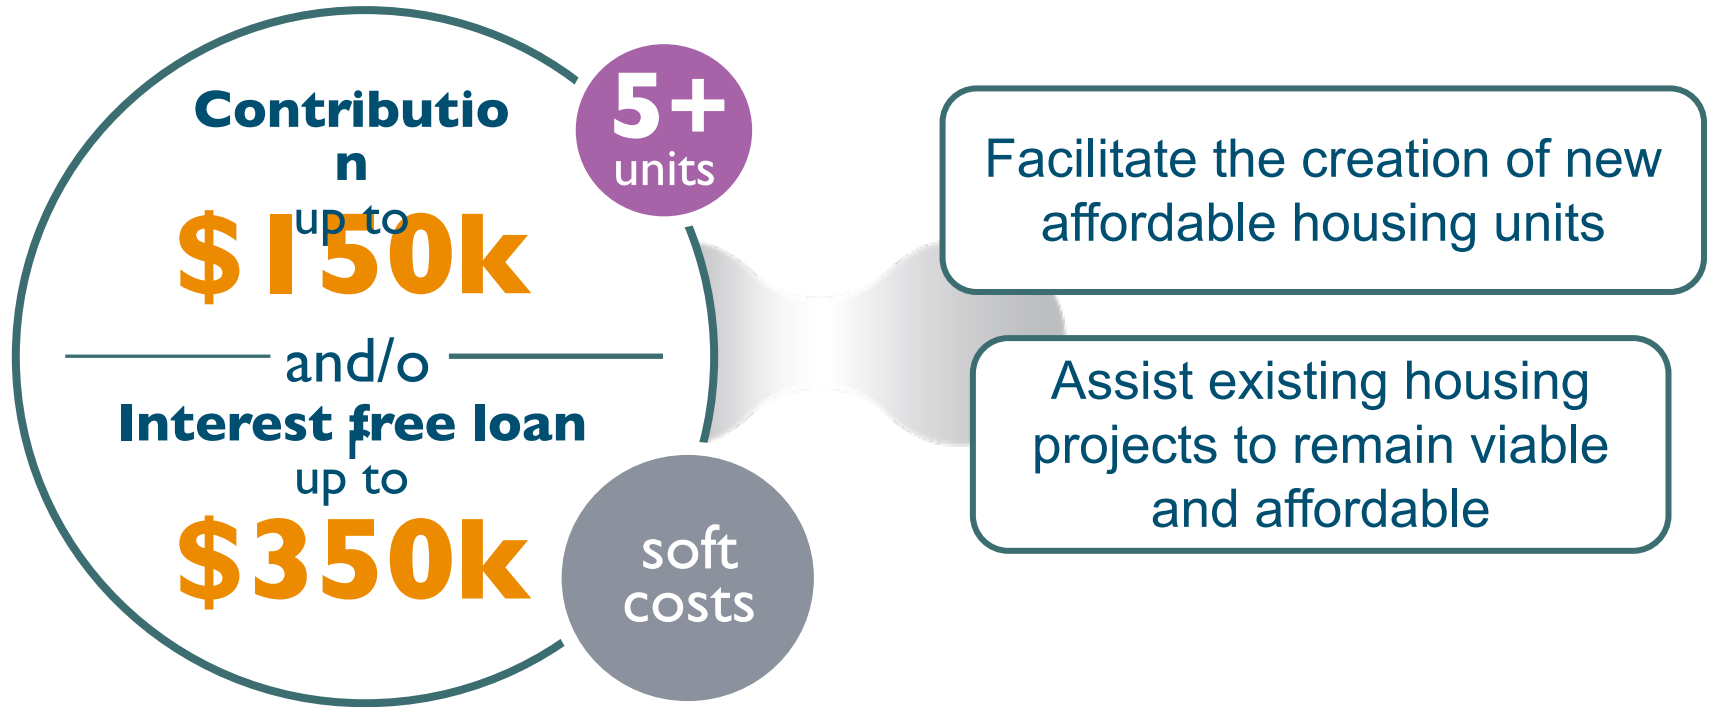 Contributio
n
up to
$150k
and/o
r
Interest free loan
up to
$350k
5+
units
soft
costs
Facilitate the creation of new
affordable housing units
Assist existing housing
projects to remain viable
and affordable